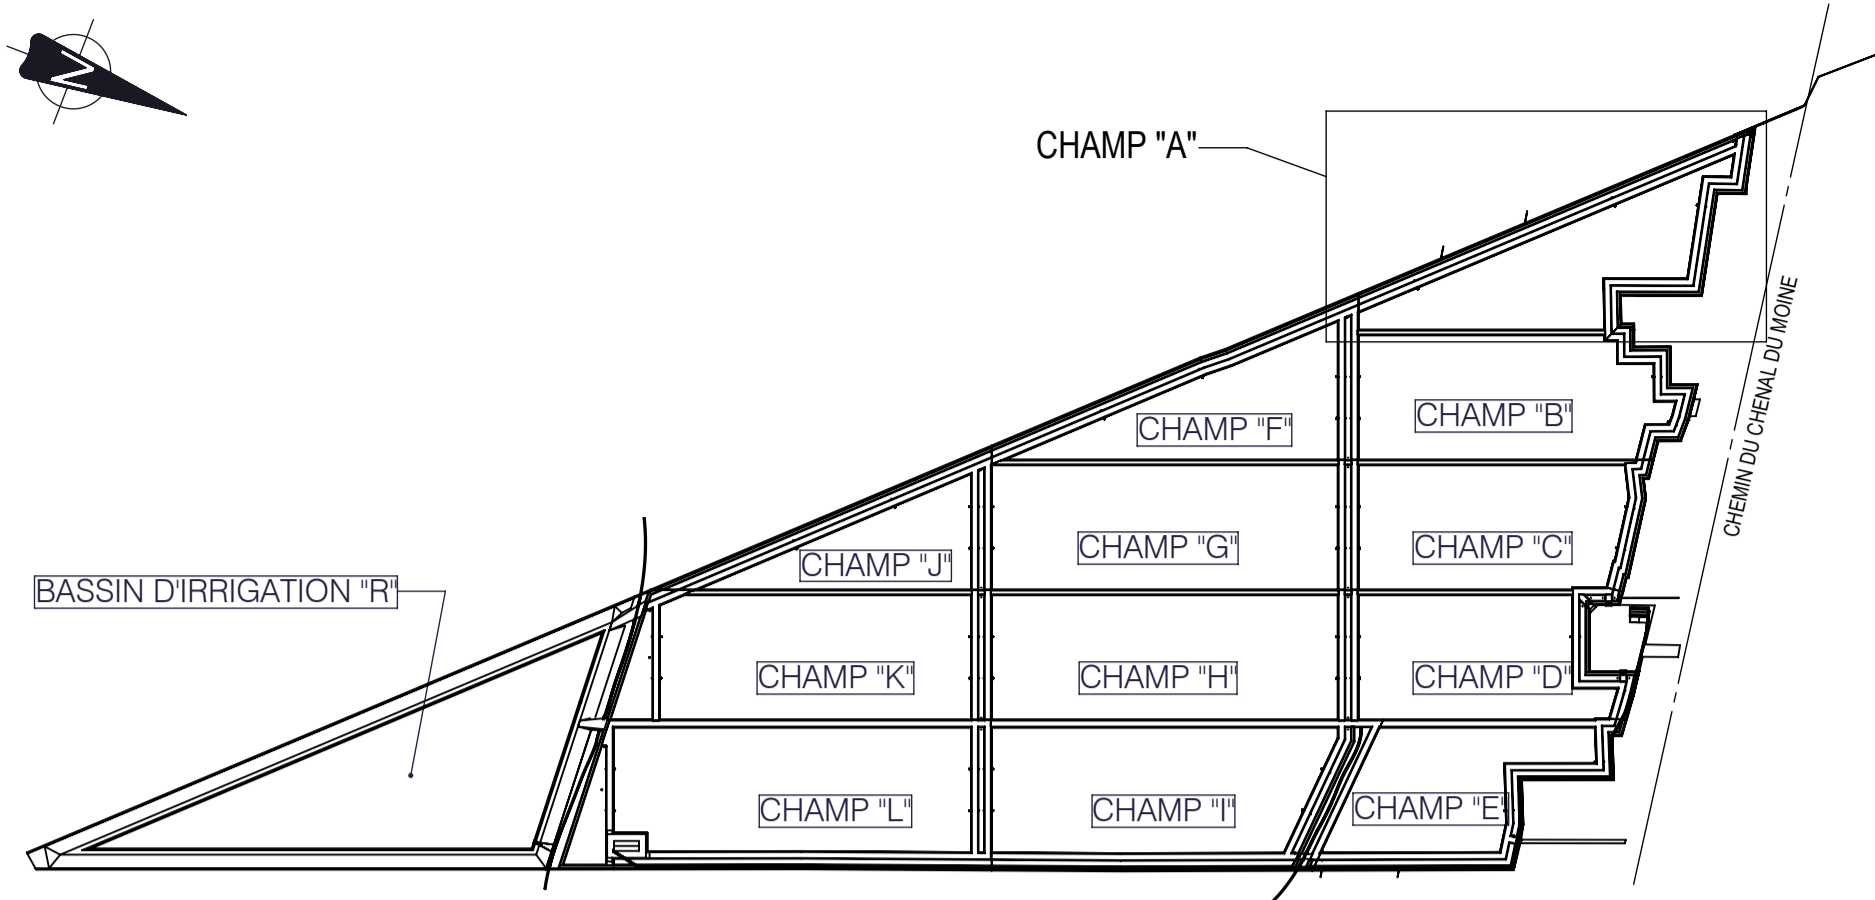 N
CHAMP "A"
CHEMIN DU CHENAL DU MOINE
CHAMP "F"
CHAMP "B"
CHAMP "J"
CHAMP "G"
CHAMP "C"
BASSIN D'IRRIGATION "R"
CHAMP "K"
CHAMP "H"
CHAMP "D"
CHAMP "L"
CHAMP "I"
CHAMP "E"